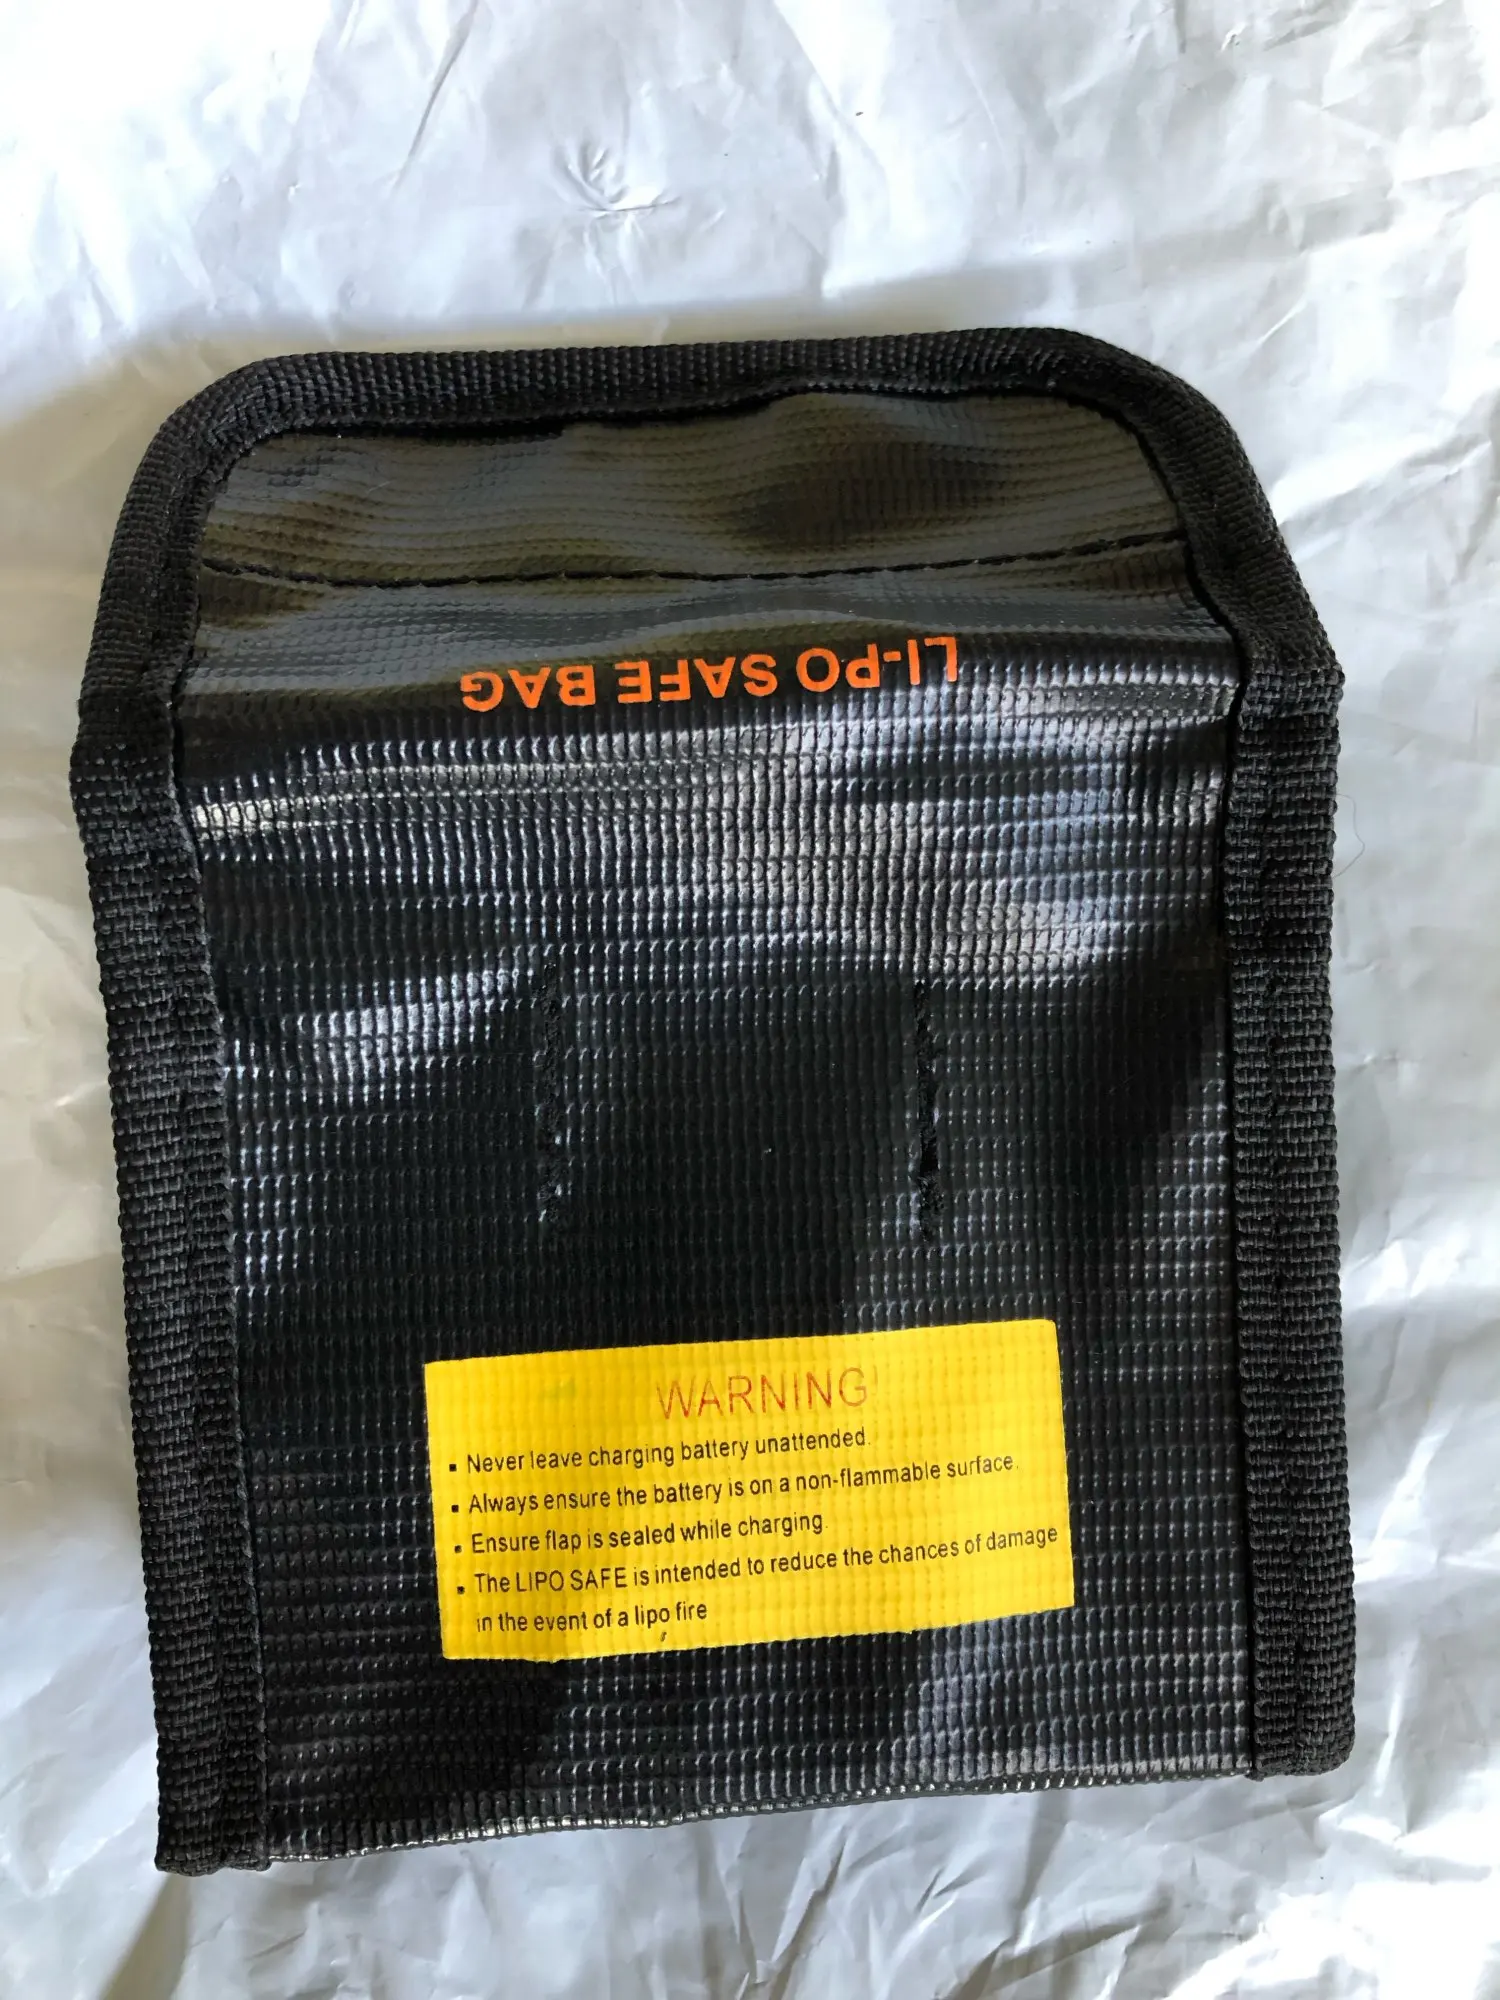 LI-PO SAFE BAG
WARNING!
▪ Never leave charging battery unattended.
▪ Always ensure the battery is on a non-flammable surface.
▪ Ensure flap is sealed while charging.
▪ The LIPO SAFE is intended to reduce the chances of damage
in the event of a lipo fire